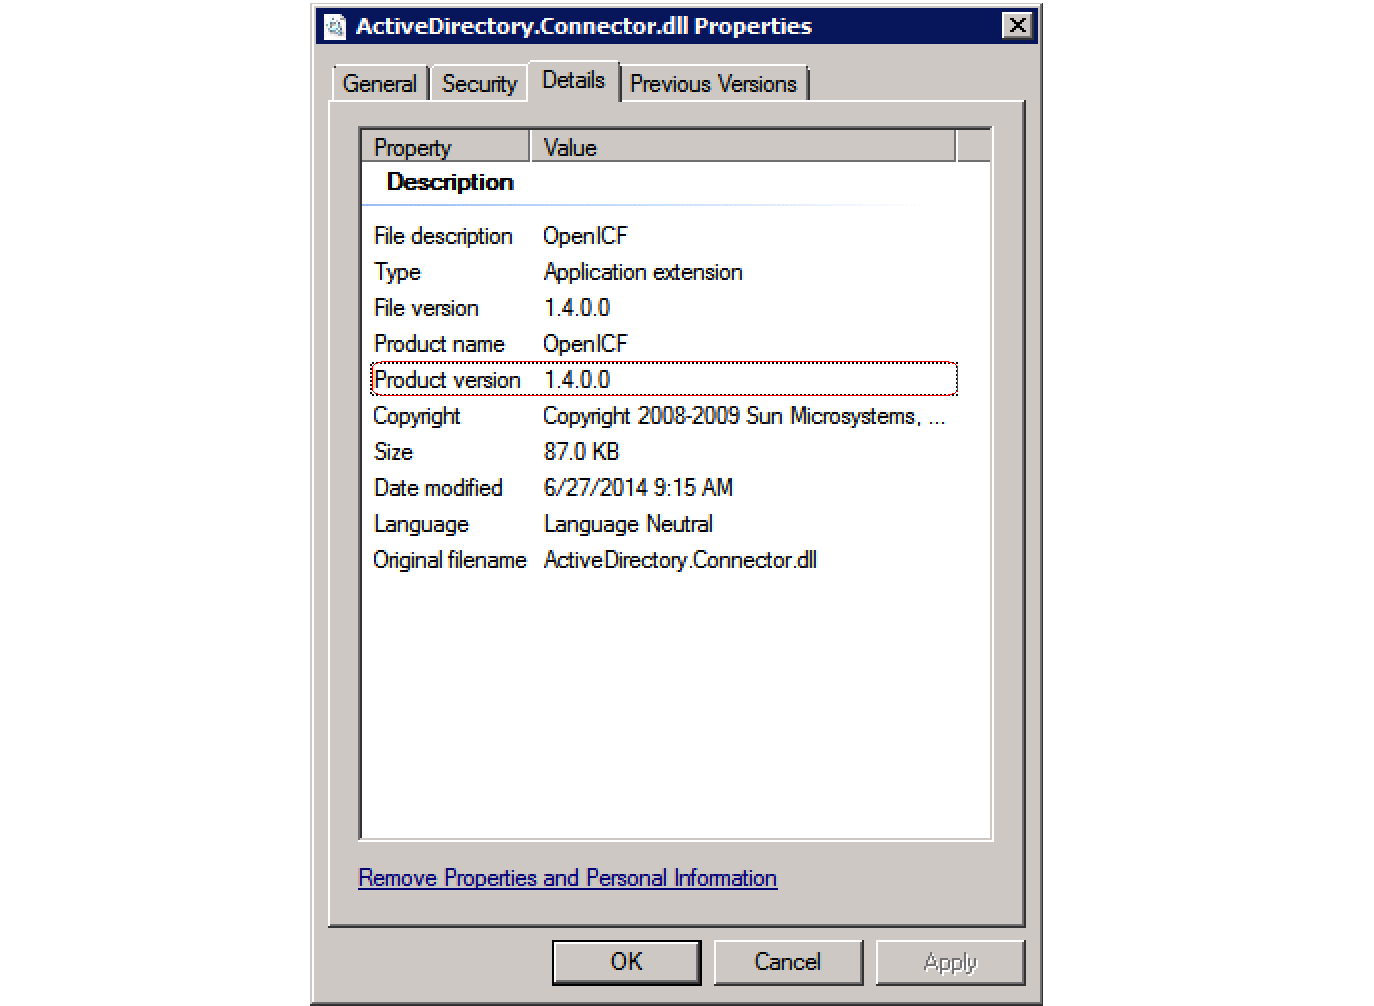 ActiveDirectory.Connector.dll Properties
General Security Details Previous Versions
Property Value
Description
File description OpenICF
Type Application extension
File version 1.4.0.0
Product name OpenICF
Product version 1.4.0.0
Copyright Copyright 2008-2009 Sun Microsystems, ...
Size 87.0 KB
Date modified 6/27/2014 9:15 AM
Language Language Neutral
Original filename ActiveDirectory.Connector.dll
Remove Properties and Personal Information
OK Cancel Apply